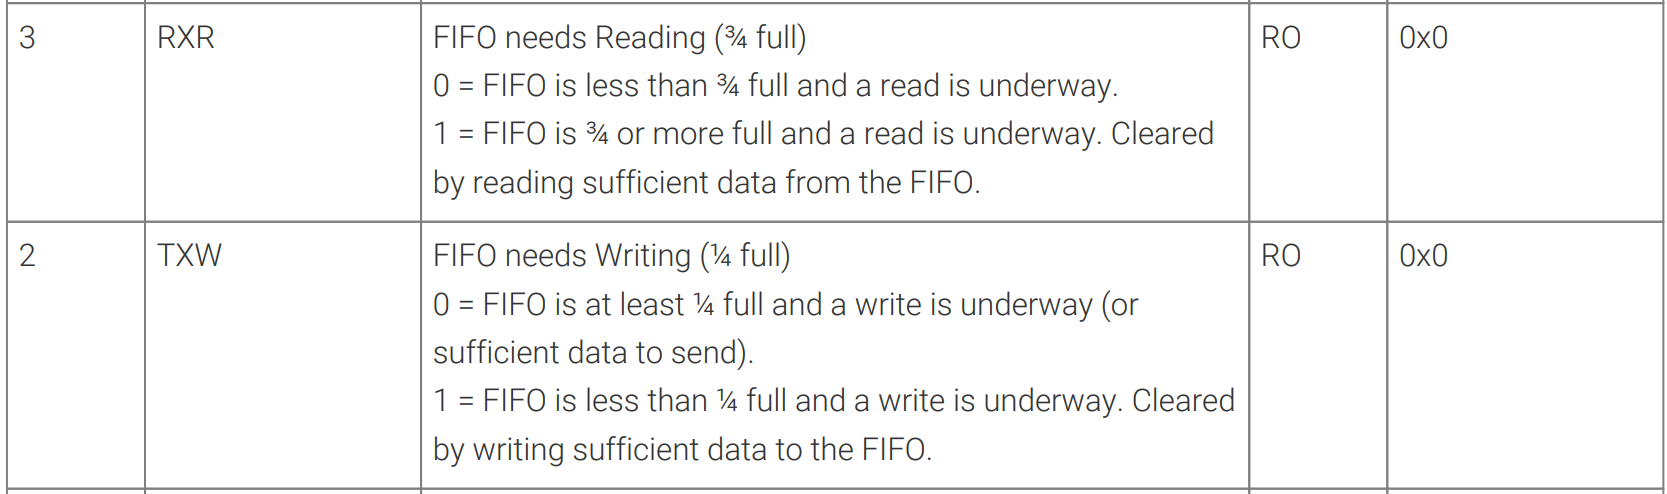 3 RXR FIFO needs Reading (¾ full) RO 0x0
0 = FIFO is less than ¾ full and a read is underway.
1 = FIFO is ¾ or more full and a read is underway. Cleared
by reading sufficient data from the FIFO.
2 TXW FIFO needs Writing (¼ full) RO 0x0
0 = FIFO is at least ¼ full and a write is underway (or
sufficient data to send).
1 = FIFO is less than ¼ full and a write is underway. Cleared
by writing sufficient data to the FIFO.